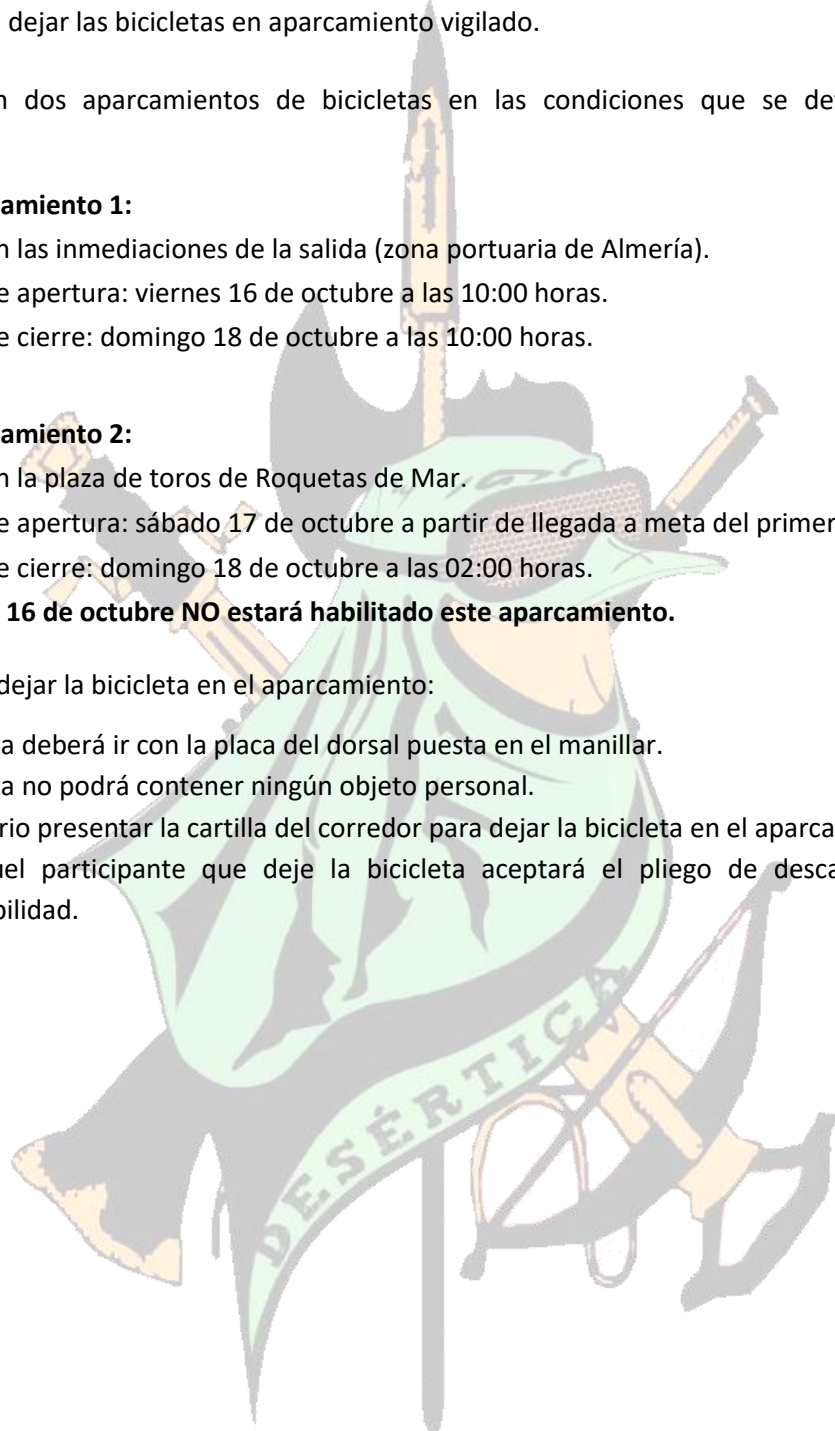 dejar las bicicletas en aparcamiento vigilado.
n dos aparcamientos de bicicletas en las condiciones que se de
amiento 1:
n las inmediaciones de la salida (zona portuaria de Almería).
e apertura: viernes 16 de octubre a las 10:00 horas.
e cierre: domingo 18 de octubre a las 10:00 horas.
amiento 2:
n la plaza de toros de Roquetas de Mar.
e apertura: sábado 17 de octubre a partir de llegada a meta del primer
e cierre: domingo 18 de octubre a las 02:00 horas.
16 de octubre NO estará habilitado este aparcamiento.
dejar la bicicleta en el aparcamiento:
ta deberá ir con la placa del dorsal puesta en el manillar.
ta no podrá contener ningún objeto personal.
rio presentar la cartilla del corredor para dejar la bicicleta en el aparca
uel participante que deje la bicicleta aceptará el pliego de desca
bilidad.
DESÉRTICA